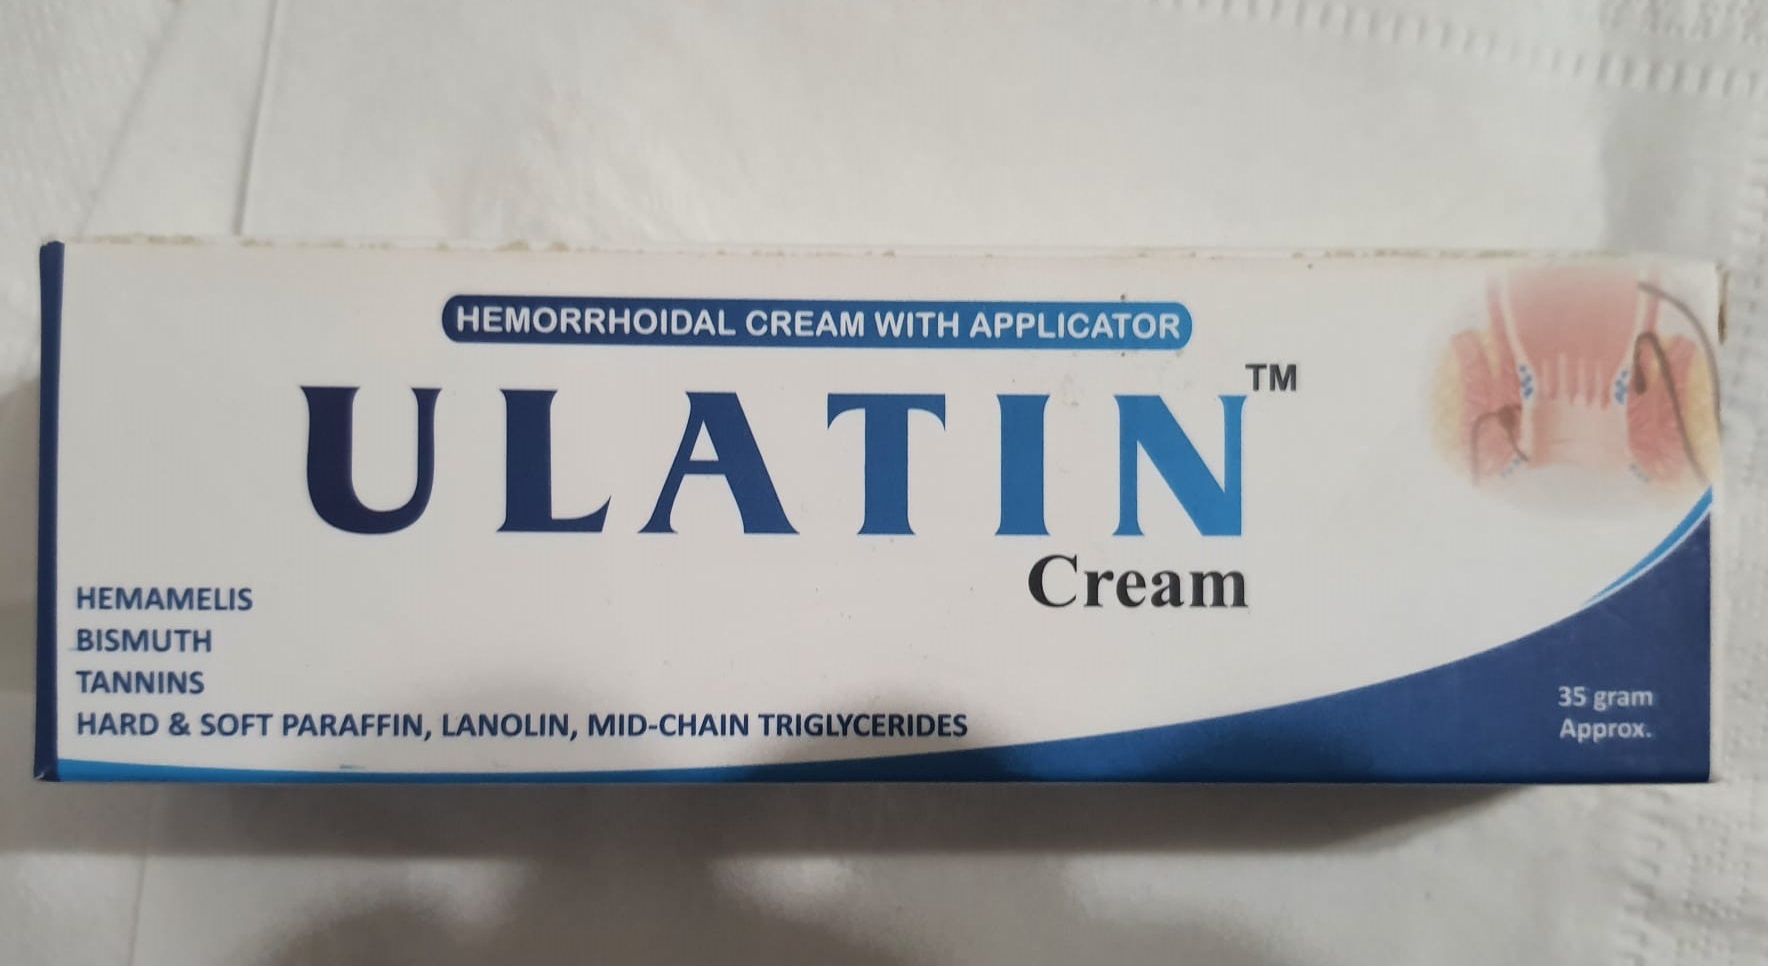 HEMORRHOIDAL CREAM WITH APPLICATOR
ULATIN™
Cream
HEMAMELIS
BISMUTH
TANNINS
HARD & SOFT PARAFFIN, LANOLIN, MID-CHAIN TRIGLYCERIDES
35 gram
Approx.